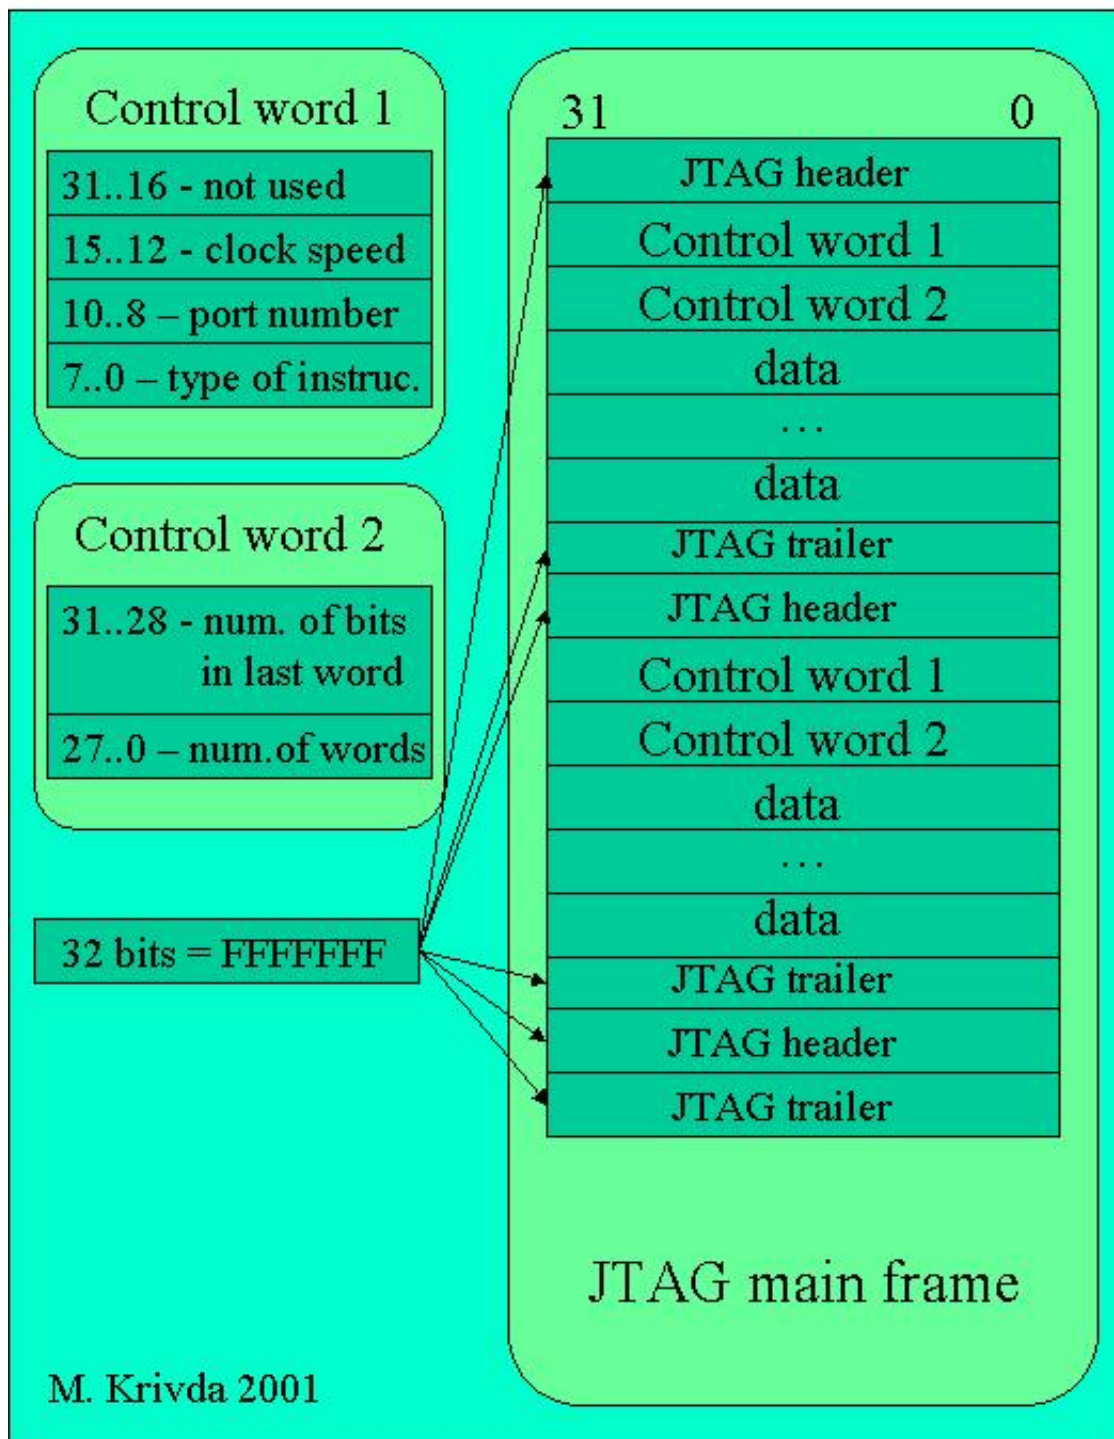 Control word 1
31..16 - not used
15..12 - clock speed
10..8 – port number
7..0 – type of instruc.
Control word 2
31..28 - num. of bits
in last word
27..0 – num.of words
32 bits = FFFFFFF
M. Krivda 2001
31 0
JTAG header
Control word 1
Control word 2
data
...
data
JTAG trailer
JTAG header
Control word 1
Control word 2
data
...
data
JTAG trailer
JTAG header
JTAG trailer
JTAG main frame